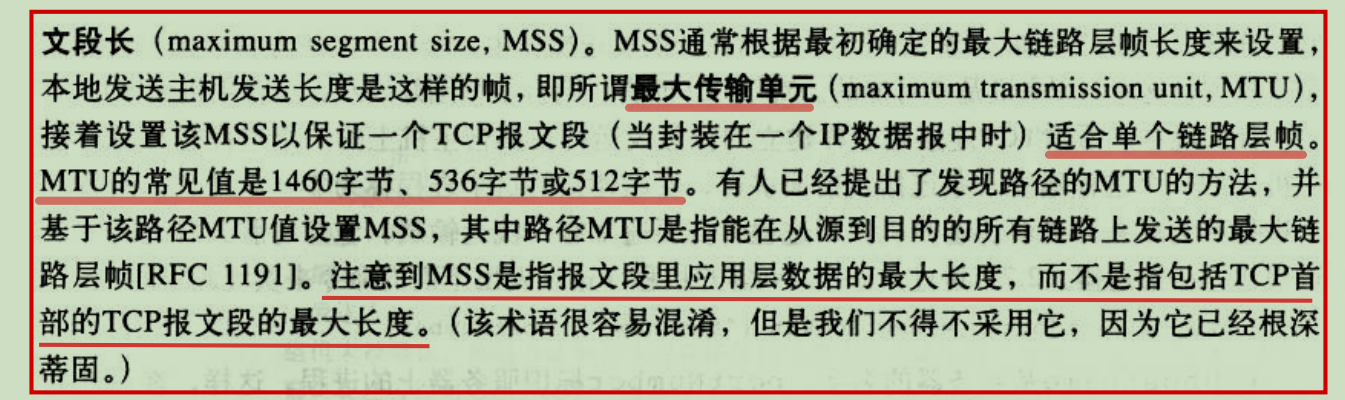 文段长（maximum segment size, MSS）。MSS通常根据最初确定的最大链路层帧长度来设置，
本地发送主机发送长度是这样的帧，即所谓最大传输单元（maximum transmission unit, MTU），
接着设置该MSS以保证一个TCP报文段（当封装在一个IP数据报中时）适合单个链路层帧。
MTU的常见值是1460字节、536字节或512字节。有人已经提出了发现路径的MTU的方法，并
基于该路径MTU值设置MSS，其中路径MTU是指能在从源到目的的所有链路上发送的最大链
路层帧[RFC 1191]。注意到MSS是指报文段里应用层数据的最大长度，而不是指包括TCP首
部的TCP报文段的最大长度。（该术语很容易混淆，但是我们不得不采用它，因为它已经根深
蒂固。）